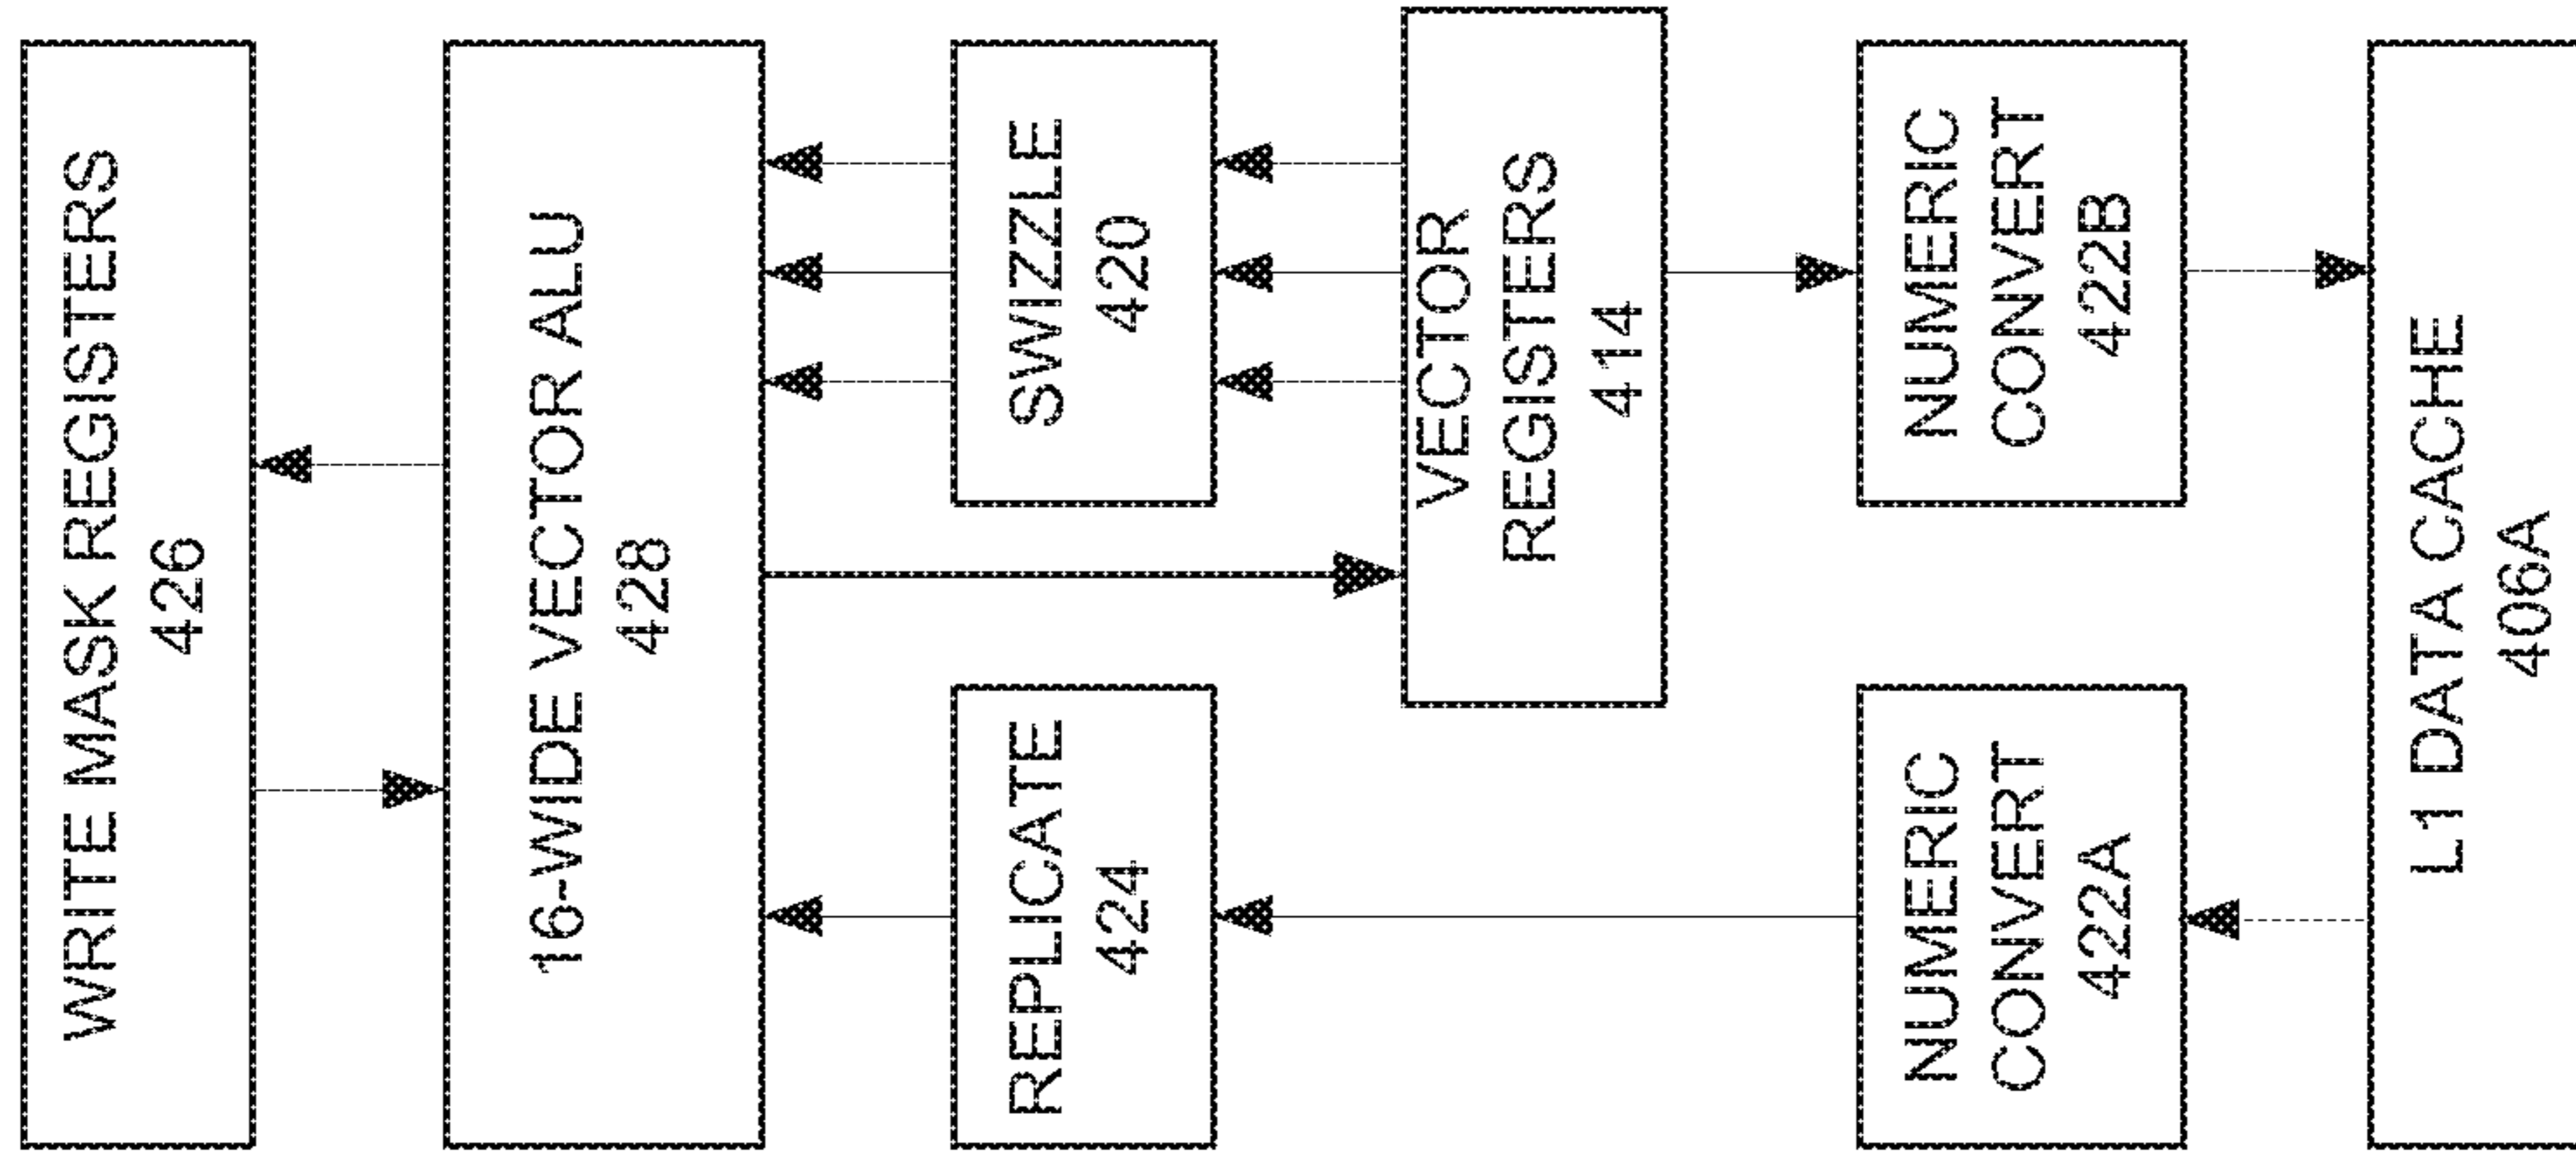 WRITE MASK REGISTERS
426
16-WIDE VECTOR ALU
428
REPLICATE
424
SWIZZLE
420
VECTOR
REGISTERS
414
NUMERIC
CONVERT
422A
NUMERIC
CONVERT
422B
L1 DATA CACHE
406A